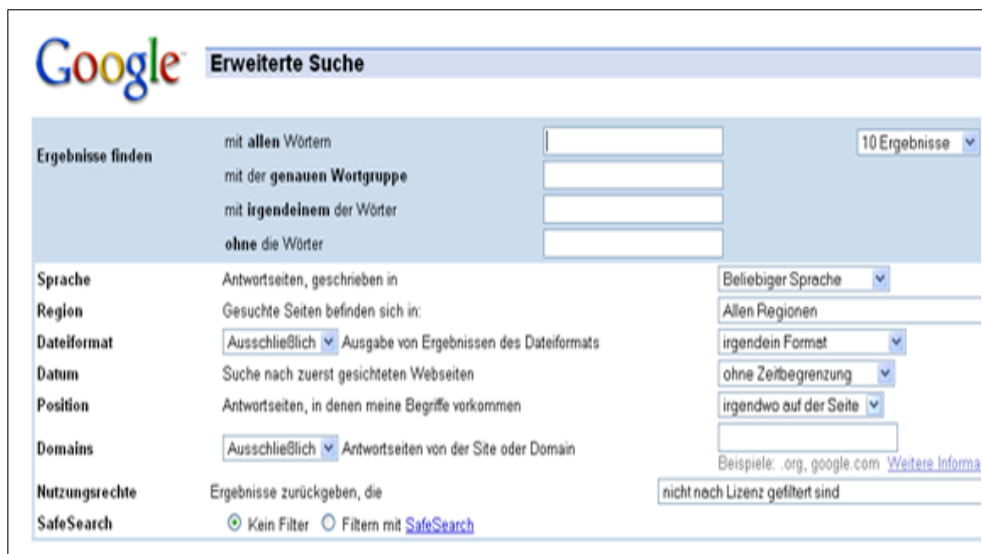 Google™ Erweiterte Suche
Ergebnisse finden mit allen Wörtern 10 Ergebnisse
mit der genauen Wortgruppe
mit irgendeinem der Wörter
ohne die Wörter
Sprache Antwortseiten, geschrieben in Beliebiger Sprache
Region Gesuchte Seiten befinden sich in: Allen Regionen
Dateiformat Ausschließlich Ausgabe von Ergebnissen des Dateiformats irgendein Format
Datum Suche nach zuerst gesichteten Webseiten ohne Zeitbegrenzung
Position Antwortseiten, in denen meine Begriffe vorkommen irgendwo auf der Seite
Domains Ausschließlich Antwortseiten von der Site oder Domain
Beispiele: .org, google.com Weitere Informa
Nutzungsrechte Ergebnisse zurückgeben, die nicht nach Lizenz gefiltert sind
SafeSearch Kein Filter Filtern mit SafeSearch